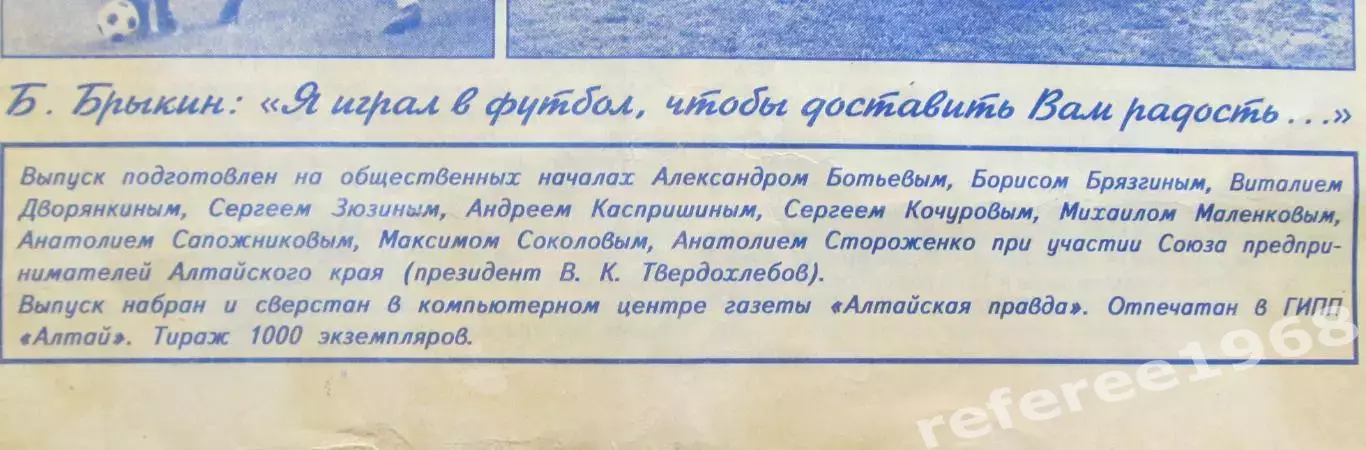 Б. Брыкин: «Я играл в футбол, чтобы доставить Вам радость...»
Выпуск подготовлен на общественных началах Александром Ботьевым, Борисом Брязгиным, Виталием
Дворянкиным, Сергеем Зюзиным, Андреем Каспришиным, Сергеем Кочуровым, Михаилом Маленковым,
Анатолием Сапожниковым, Максимом Соколовым, Анатолием Стороженко при участии Союза предпри-
нимателей Алтайского края (президент В. К. Твердохлебов).
Выпуск набран и сверстан в компьютерном центре газеты «Алтайская правда». Отпечатан в ГИПП
«Алтай». Тираж 1000 экземпляров.
referee1968